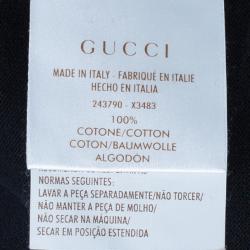 GUCCI
MADE IN ITALY - FABRIQUÉ EN ITALIE
HECHO EN ITALIA
243790 - X3483
100%
COTONE/COTTON
COTON/BAUMWOLLE
ALGODÓN
NORMAS SEGUINTES:
LAVAR A PEÇA SEPARADAMENTE/NÃO TORCER/
NÃO MANTER A PEÇA DE MOLHO/
NÃO SECAR NA MÁQUINA/
SECAR EM POSIÇÃO ESTENDIDA